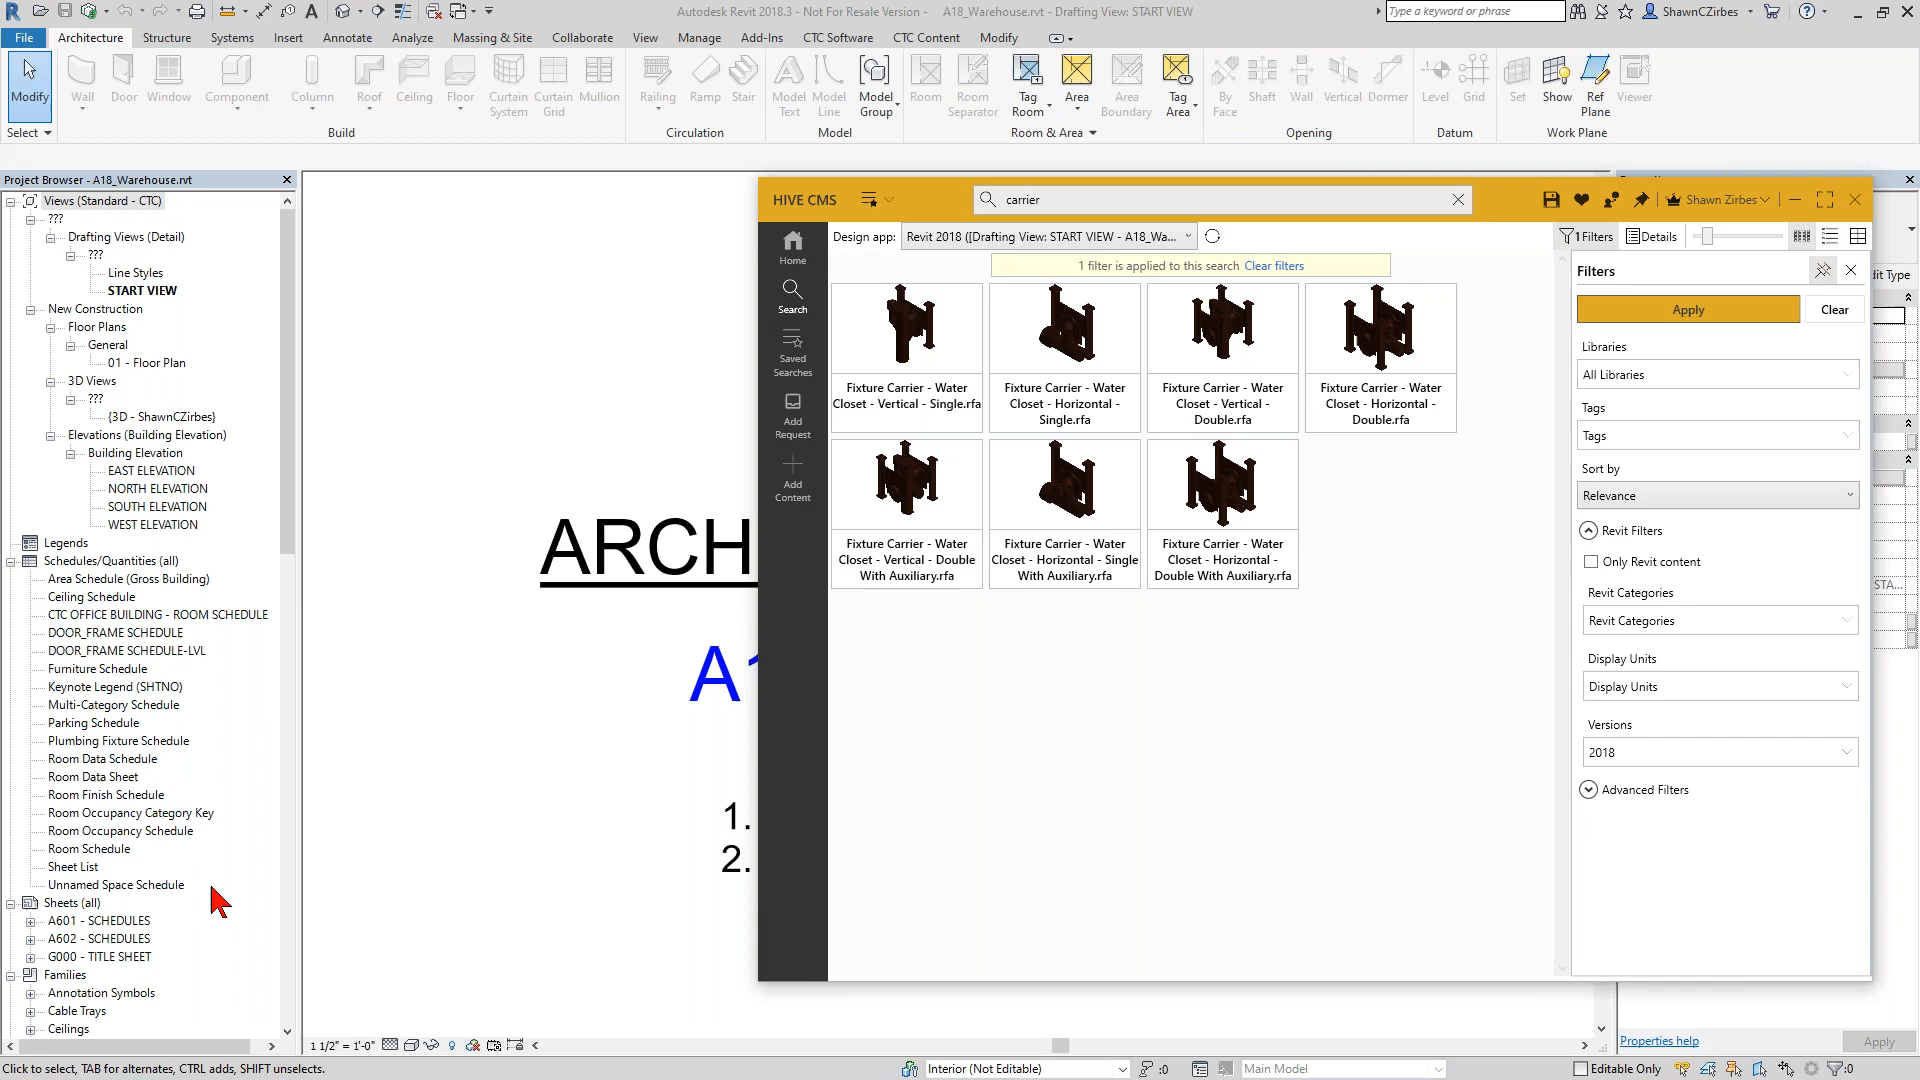 Autodesk Revit 2018.3 - Not For Resale Version - A18_Warehouse.rvt - Drafting View: START VIEW
Type a keyword or phrase
ShawnCZirbes
File Architecture Structure Systems Insert Annotate Analyze Massing & Site Collaborate View Manage Add-Ins CTC Software CTC Content Modify
Modify
Wall
Door
Window
Component
Column
Roof
Ceiling
Floor
Curtain
System
Curtain
Grid
Mullion
Railing
Ramp
Stair
Model
Text
Model
Line
Model
Group
Room
Room
Separator
Tag
Room
Area
Area
Boundary
Tag
Area
By
Face
Shaft
Wall
Vertical
Dormer
Level
Grid
Set
Show
Ref
Plane
Viewer
Select Build Circulation Model Room & Area Opening Datum Work Plane
Project Browser - A18_Warehouse.rvt
Views (Standard - CTC)
???
Drafting Views (Detail)
???
Line Styles
START VIEW
New Construction
Floor Plans
General
01 - Floor Plan
3D Views
???
{3D - ShawnCZirbes}
Elevations (Building Elevation)
Building Elevation
EAST ELEVATION
NORTH ELEVATION
SOUTH ELEVATION
WEST ELEVATION
Legends
Schedules/Quantities (all)
Area Schedule (Gross Building)
Ceiling Schedule
CTC OFFICE BUILDING - ROOM SCHEDULE
DOOR_FRAME SCHEDULE
DOOR_FRAME SCHEDULE-LVL
Furniture Schedule
Keynote Legend (SHTNO)
Multi-Category Schedule
Parking Schedule
Plumbing Fixture Schedule
Room Data Schedule
Room Data Sheet
Room Finish Schedule
Room Occupancy Category Key
Room Occupancy Schedule
Room Schedule
Sheet List
Unnamed Space Schedule
Sheets (all)
A601 - SCHEDULES
A602 - SCHEDULES
G000 - TITLE SHEET
Families
Annotation Symbols
Cable Trays
Ceilings
ARCH
A1
1.
2.
HIVE CMS
carrier
Shawn Zirbes
Home
Search
Saved
Searches
Add
Request
Add
Content
Design app: Revit 2018 ([Drafting View: START VIEW - A18_Wa...
1 Filters
Details
1 filter is applied to this search Clear filters
Fixture Carrier - Water
Closet - Vertical - Single.rfa
Fixture Carrier - Water
Closet - Horizontal -
Single.rfa
Fixture Carrier - Water
Closet - Vertical -
Double.rfa
Fixture Carrier - Water
Closet - Horizontal -
Double.rfa
Fixture Carrier - Water
Closet - Vertical - Double
With Auxiliary.rfa
Fixture Carrier - Water
Closet - Horizontal - Single
With Auxiliary.rfa
Fixture Carrier - Water
Closet - Horizontal -
Double With Auxiliary.rfa
Filters
Apply Clear
Libraries
All Libraries
Tags
Tags
Sort by
Relevance
Revit Filters
Only Revit content
Revit Categories
Revit Categories
Display Units
Display Units
Versions
2018
Advanced Filters
dit Type
STA...
Properties help
Apply
1 1/2" = 1'-0"
Click to select, TAB for alternates, CTRL adds, SHIFT unselects.
Interior (Not Editable)
:0
Main Model
Editable Only
:0